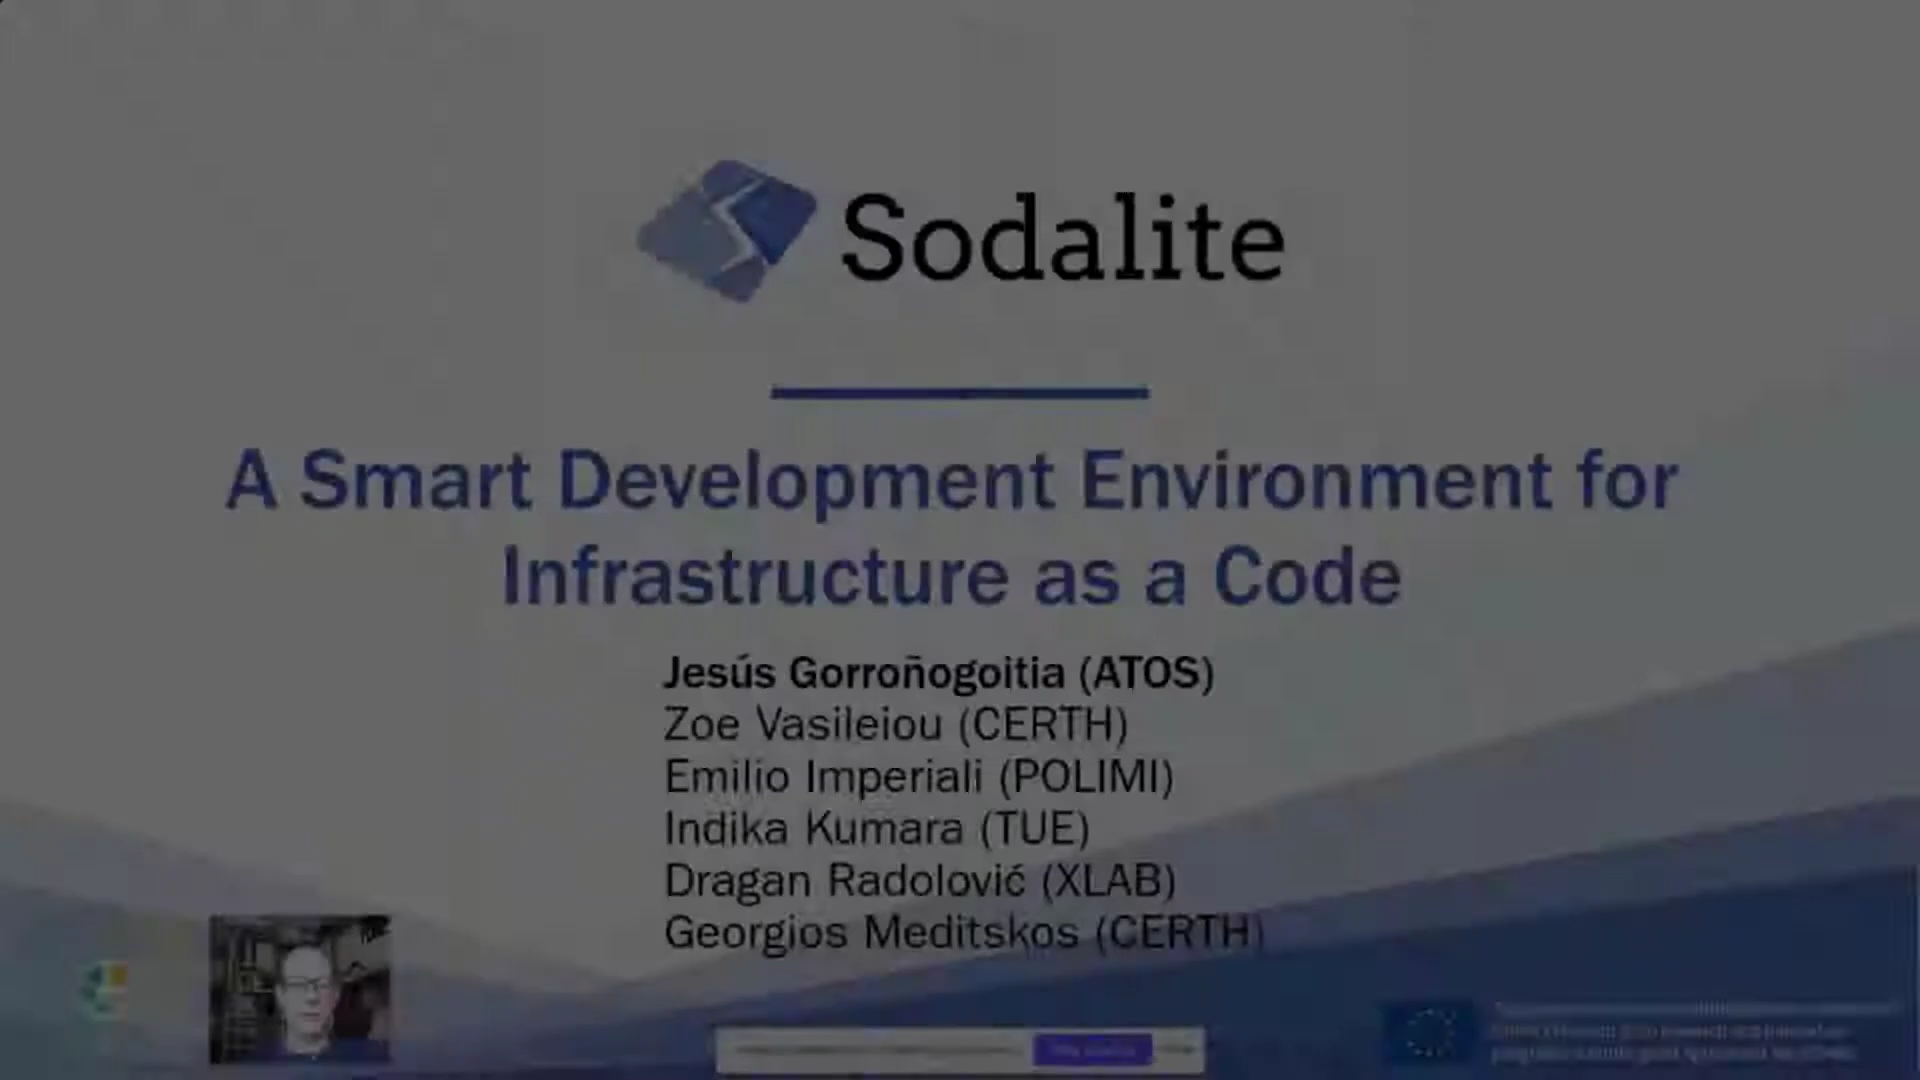 Sodalite
A Smart Development Environment for
Infrastructure as a Code
Jesús Gorroñogoitia (ATOS)
Zoe Vasileiou (CERTH)
Emilio Imperiali (POLIMI)
Indika Kumara (TUE)
Dragan Radolović (XLAB)
Georgios Meditskos (CERTH)